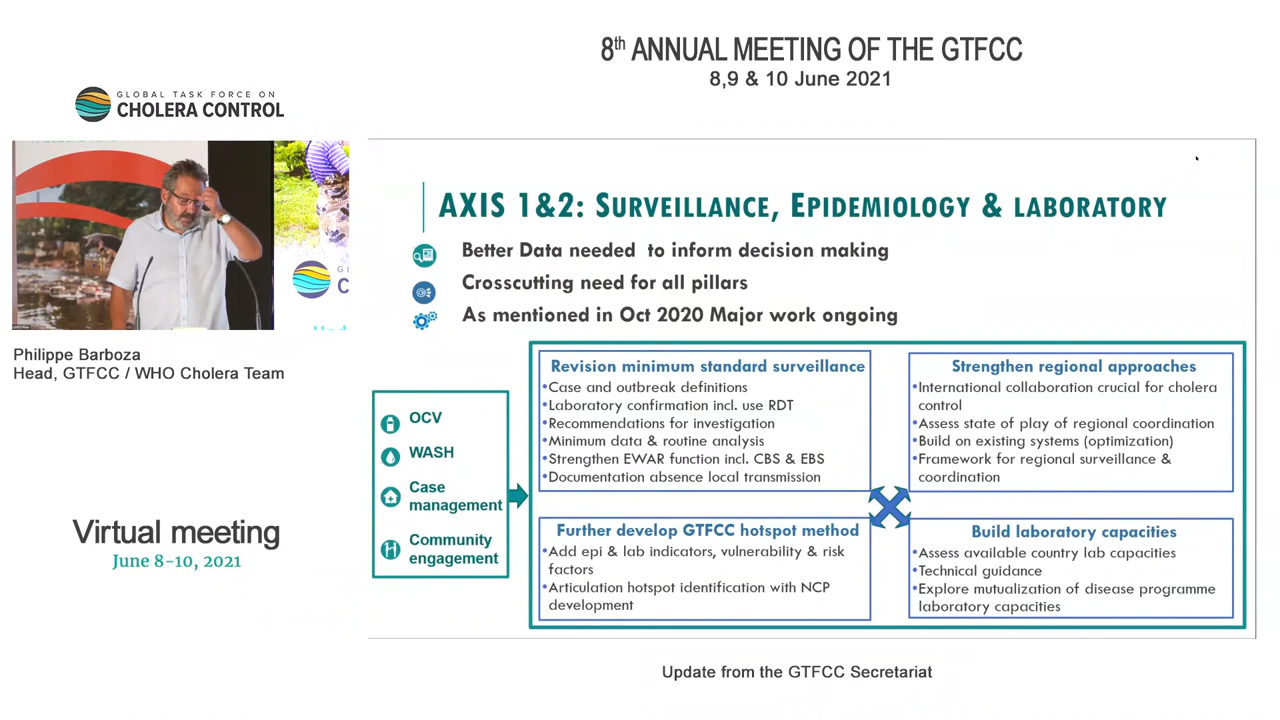 8th ANNUAL MEETING OF THE GTFCC
8,9 & 10 June 2021
GLOBAL TASK FORCE ON
CHOLERA CONTROL
Philippe Barboza
Head, GTFCC / WHO Cholera Team
Virtual meeting
June 8-10, 2021
AXIS 1&2: SURVEILLANCE, EPIDEMIOLOGY & LABORATORY
Better Data needed to inform decision making
Crosscutting need for all pillars
As mentioned in Oct 2020 Major work ongoing
OCV
WASH
Case
management
Community
engagement
Revision minimum standard surveillance
•Case and outbreak definitions
•Laboratory confirmation incl. use RDT
•Recommendations for investigation
•Minimum data & routine analysis
•Strengthen EWAR function incl. CBS & EBS
•Documentation absence local transmission
Strengthen regional approaches
•International collaboration crucial for cholera
control
•Assess state of play of regional coordination
•Build on existing systems (optimization)
•Framework for regional surveillance &
coordination
Further develop GTFCC hotspot method
•Add epi & lab indicators, vulnerability & risk
factors
•Articulation hotspot identification with NCP
development
Build laboratory capacities
•Assess available country lab capacities
•Technical guidance
•Explore mutualization of disease programme
laboratory capacities
Update from the GTFCC Secretariat